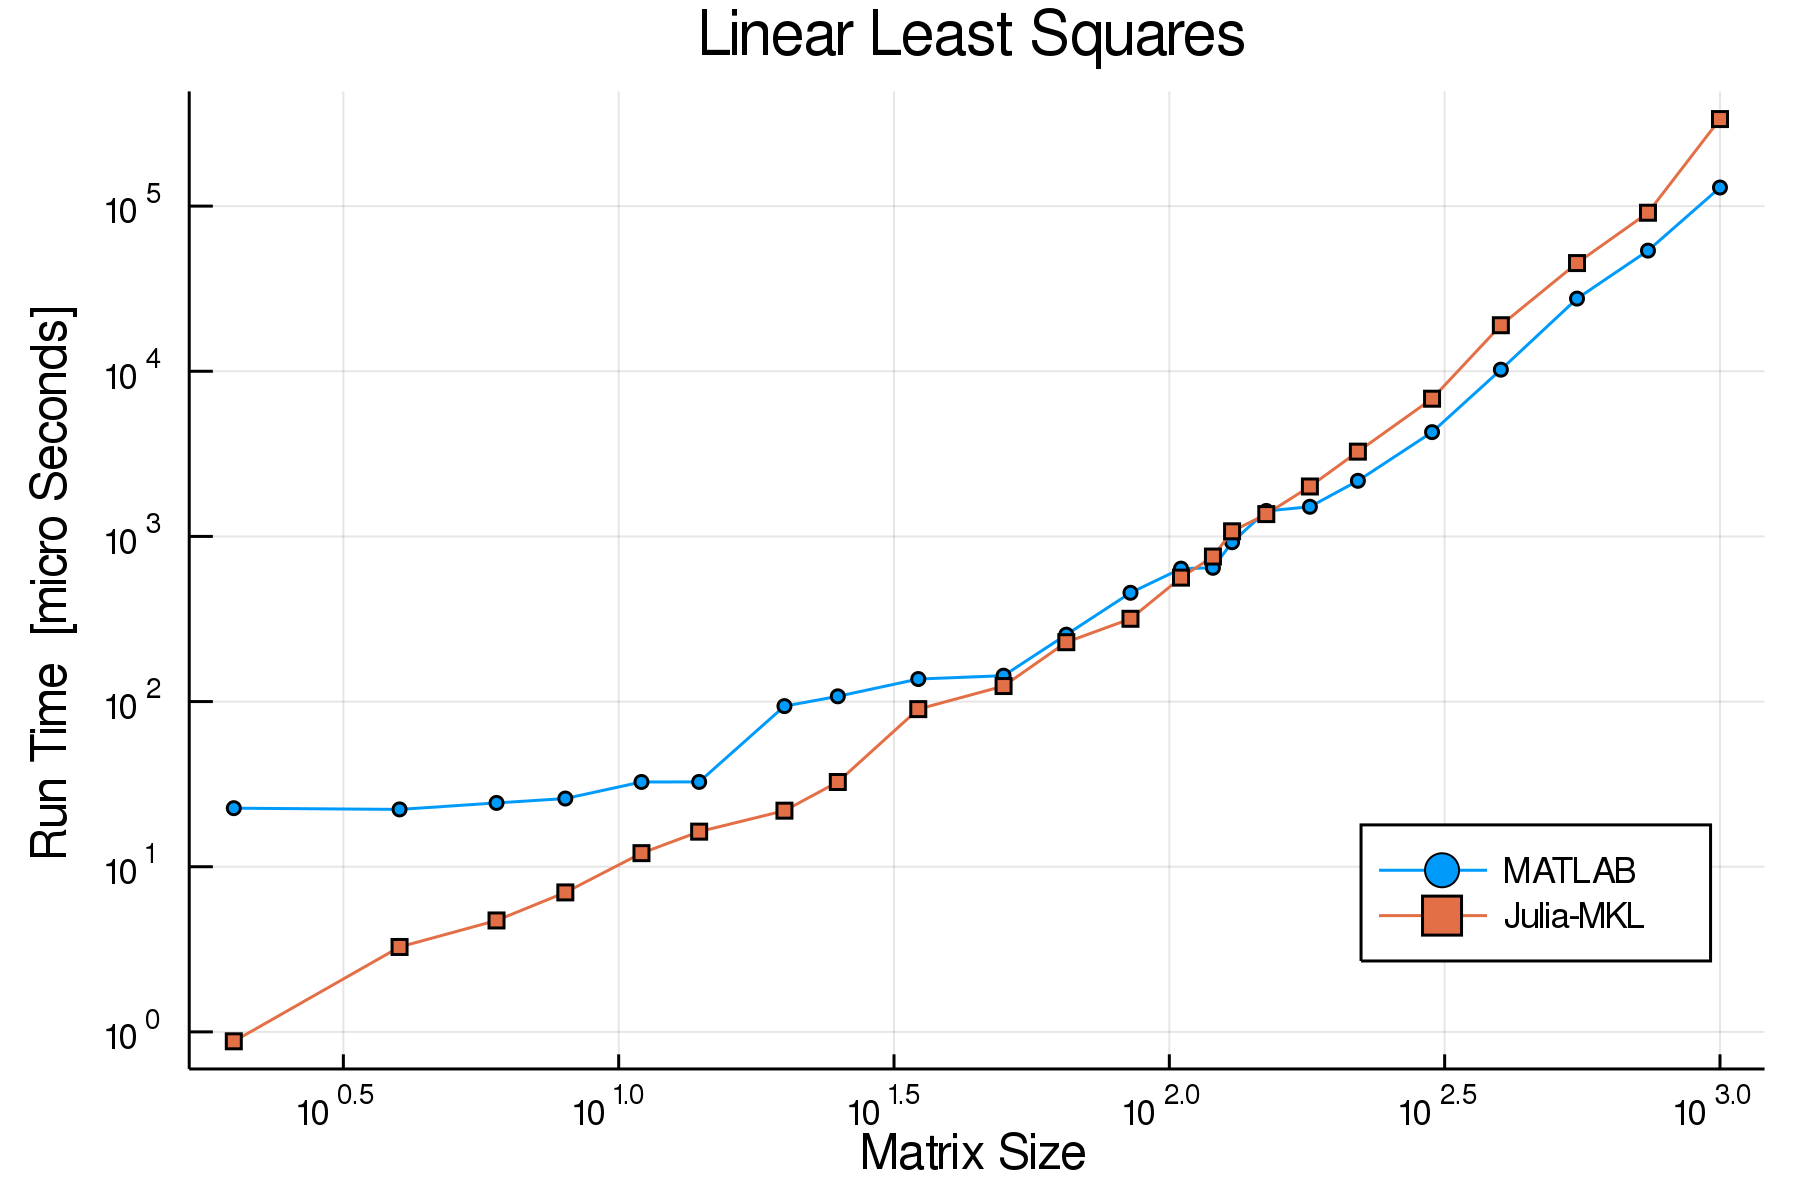 Linear Least Squares
Run Time [micro Seconds]
10^5
10^4
10^3
10^2
10^1
10^0
MATLAB
Julia-MKL
10^0.5 10^1.0 10^1.5 10^2.0 10^2.5 10^3.0
Matrix Size